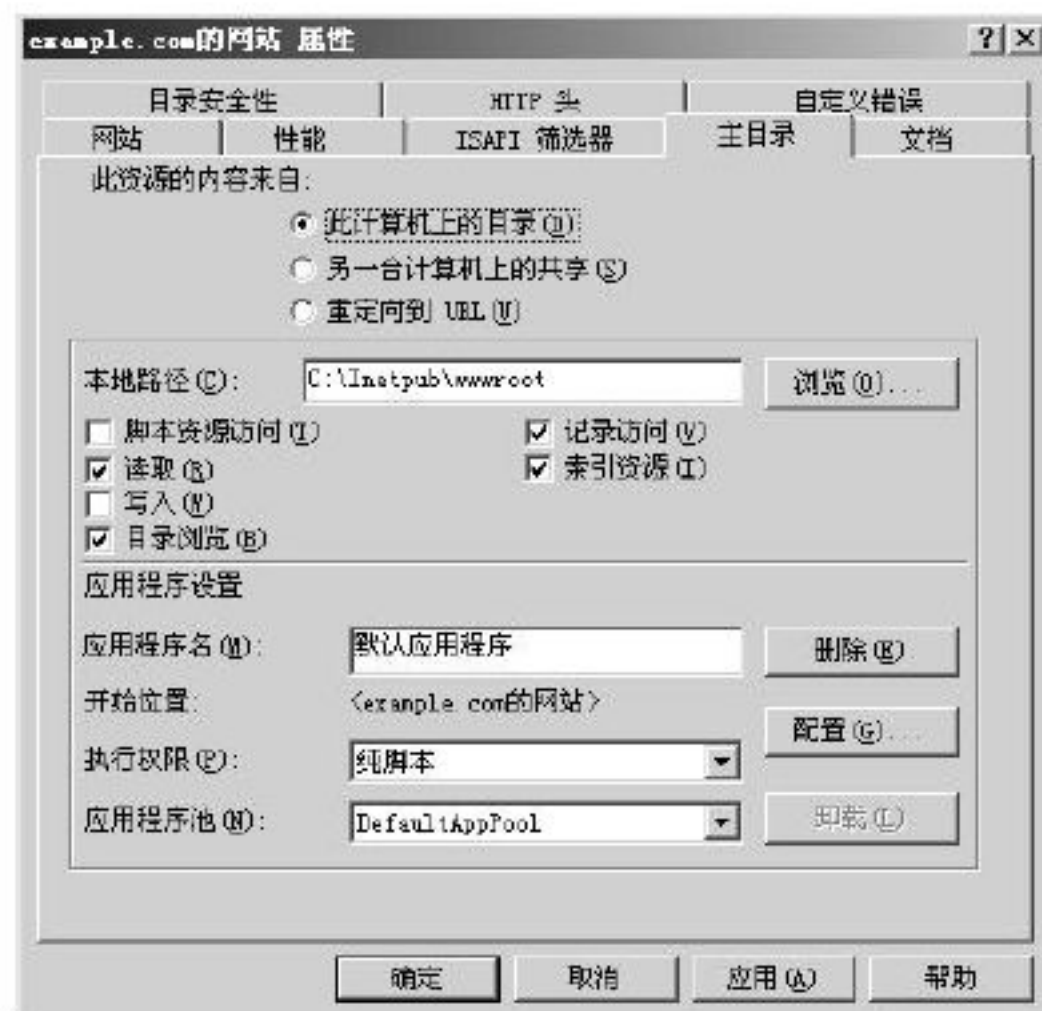 example.com的网站 属性
目录安全性 HTTP 头 自定义错误
网站 性能 ISAPI 筛选器 主目录 文档
此资源的内容来自:
此计算机上的目录(D)
另一台计算机上的共享(S)
重定向到 URL(U)
本地路径(C): C:\Inetpub\wwwroot 浏览(O)...
脚本资源访问(T) 记录访问(V)
读取(R) 索引资源(I)
写入(W)
目录浏览(B)
应用程序设置
应用程序名(M): 默认应用程序 删除(E)
开始位置: <example com的网站>
配置(G)...
执行权限(P): 纯脚本
应用程序池(N): DefaultAppPool 卸载(L)
确定 取消 应用(A) 帮助